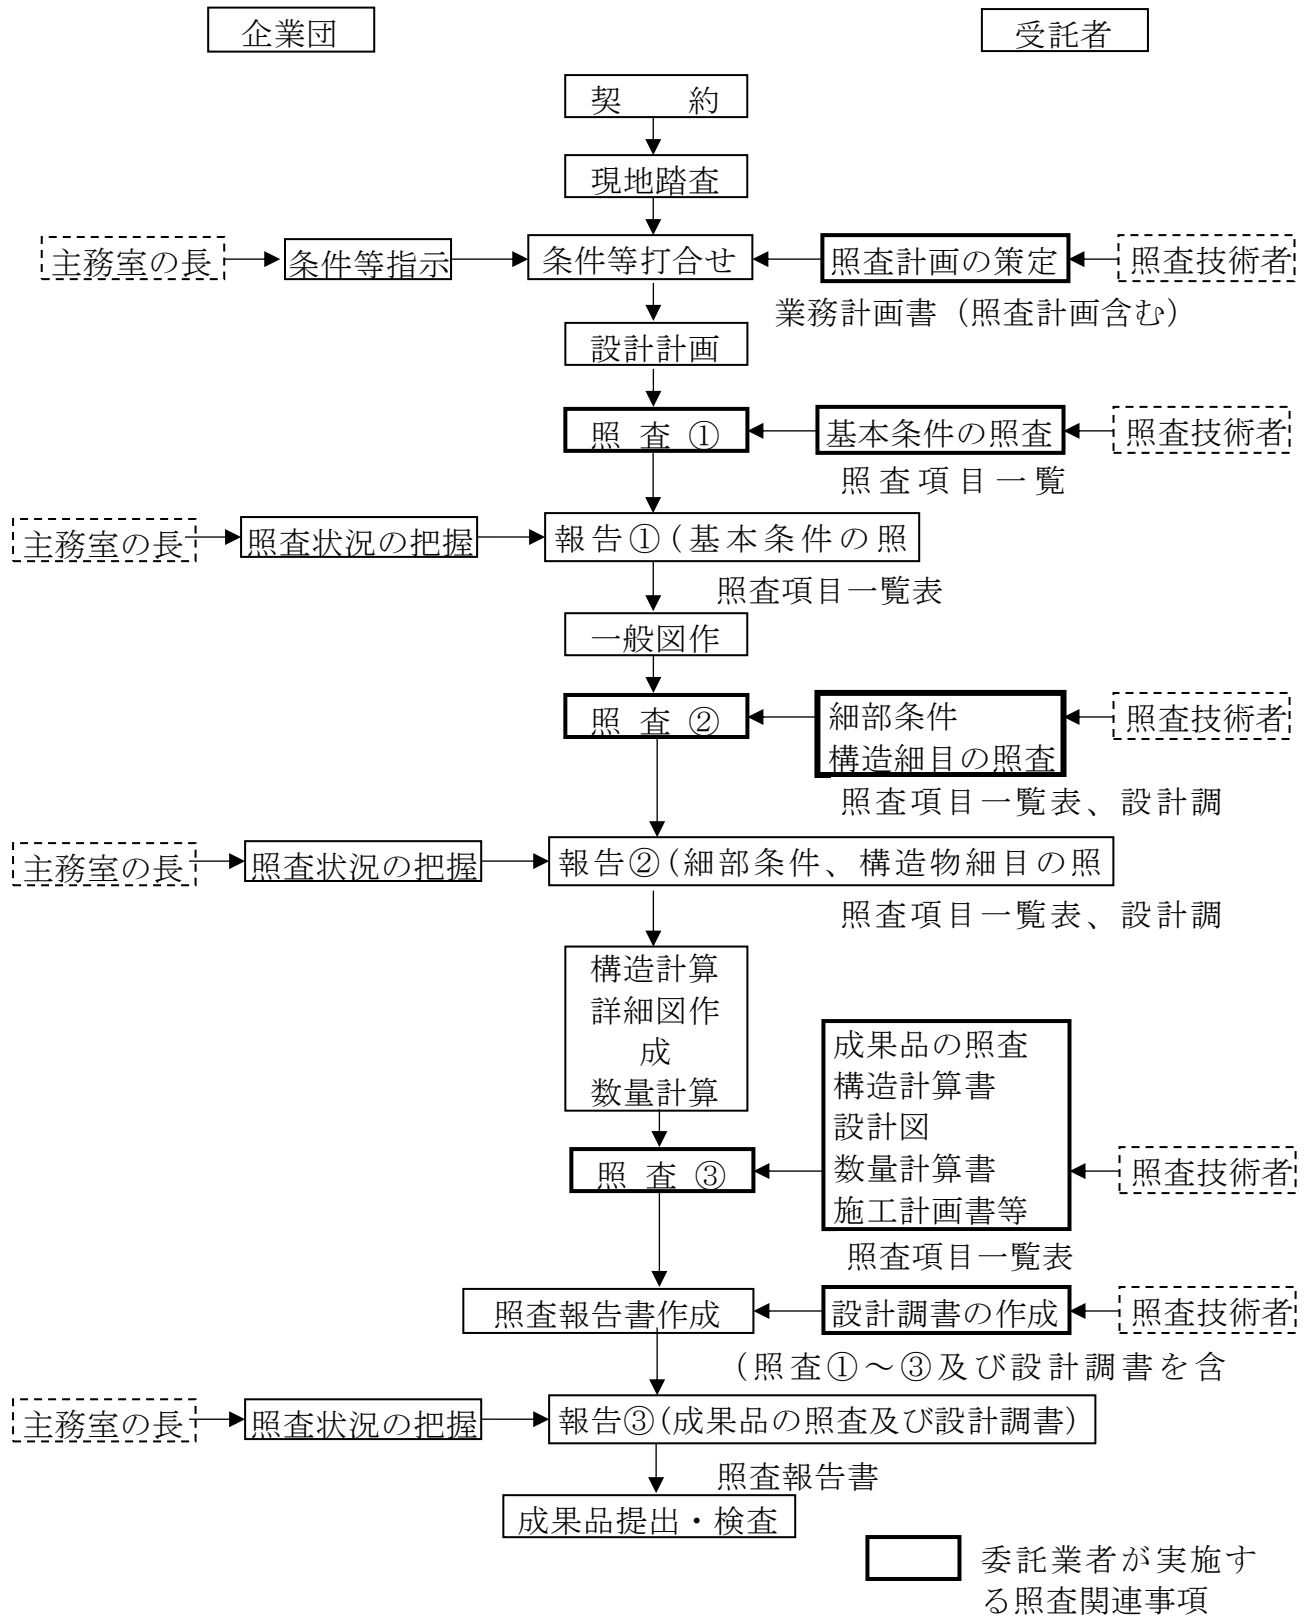 企業団
受託者
契　　約
現地踏査
主務室の長
条件等指示
条件等打合せ
照査計画の策定
照査技術者
業務計画書（照査計画含む）
設計計画
照 査 ①
基本条件の照査
照査技術者
照査項目一覧
主務室の長
照査状況の把握
報告①(基本条件の照
照査項目一覧表
一般図作
照 査 ②
細部条件
構造細目の照査
照査技術者
照査項目一覧表、設計調
主務室の長
照査状況の把握
報告②(細部条件、構造物細目の照
照査項目一覧表、設計調
構造計算
詳細図作
成
数量計算
成果品の照査
構造計算書
設計図
数量計算書
施工計画書等
照 査 ③
照査技術者
照査項目一覧表
照査報告書作成
設計調書の作成
照査技術者
(照査①～③及び設計調書を含
主務室の長
照査状況の把握
報告③(成果品の照査及び設計調書)
照査報告書
成果品提出・検査
委託業者が実施す
る照査関連事項